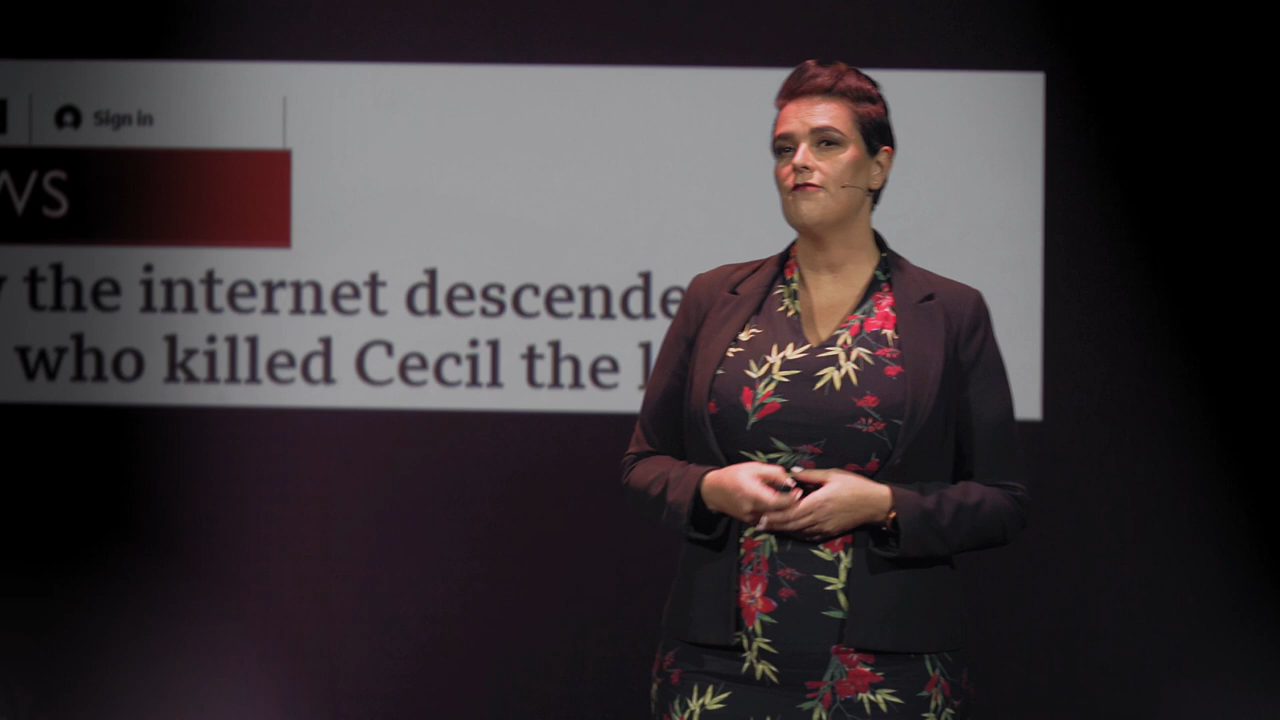 Sign in
WS
the internet descende
who killed Cecil the l